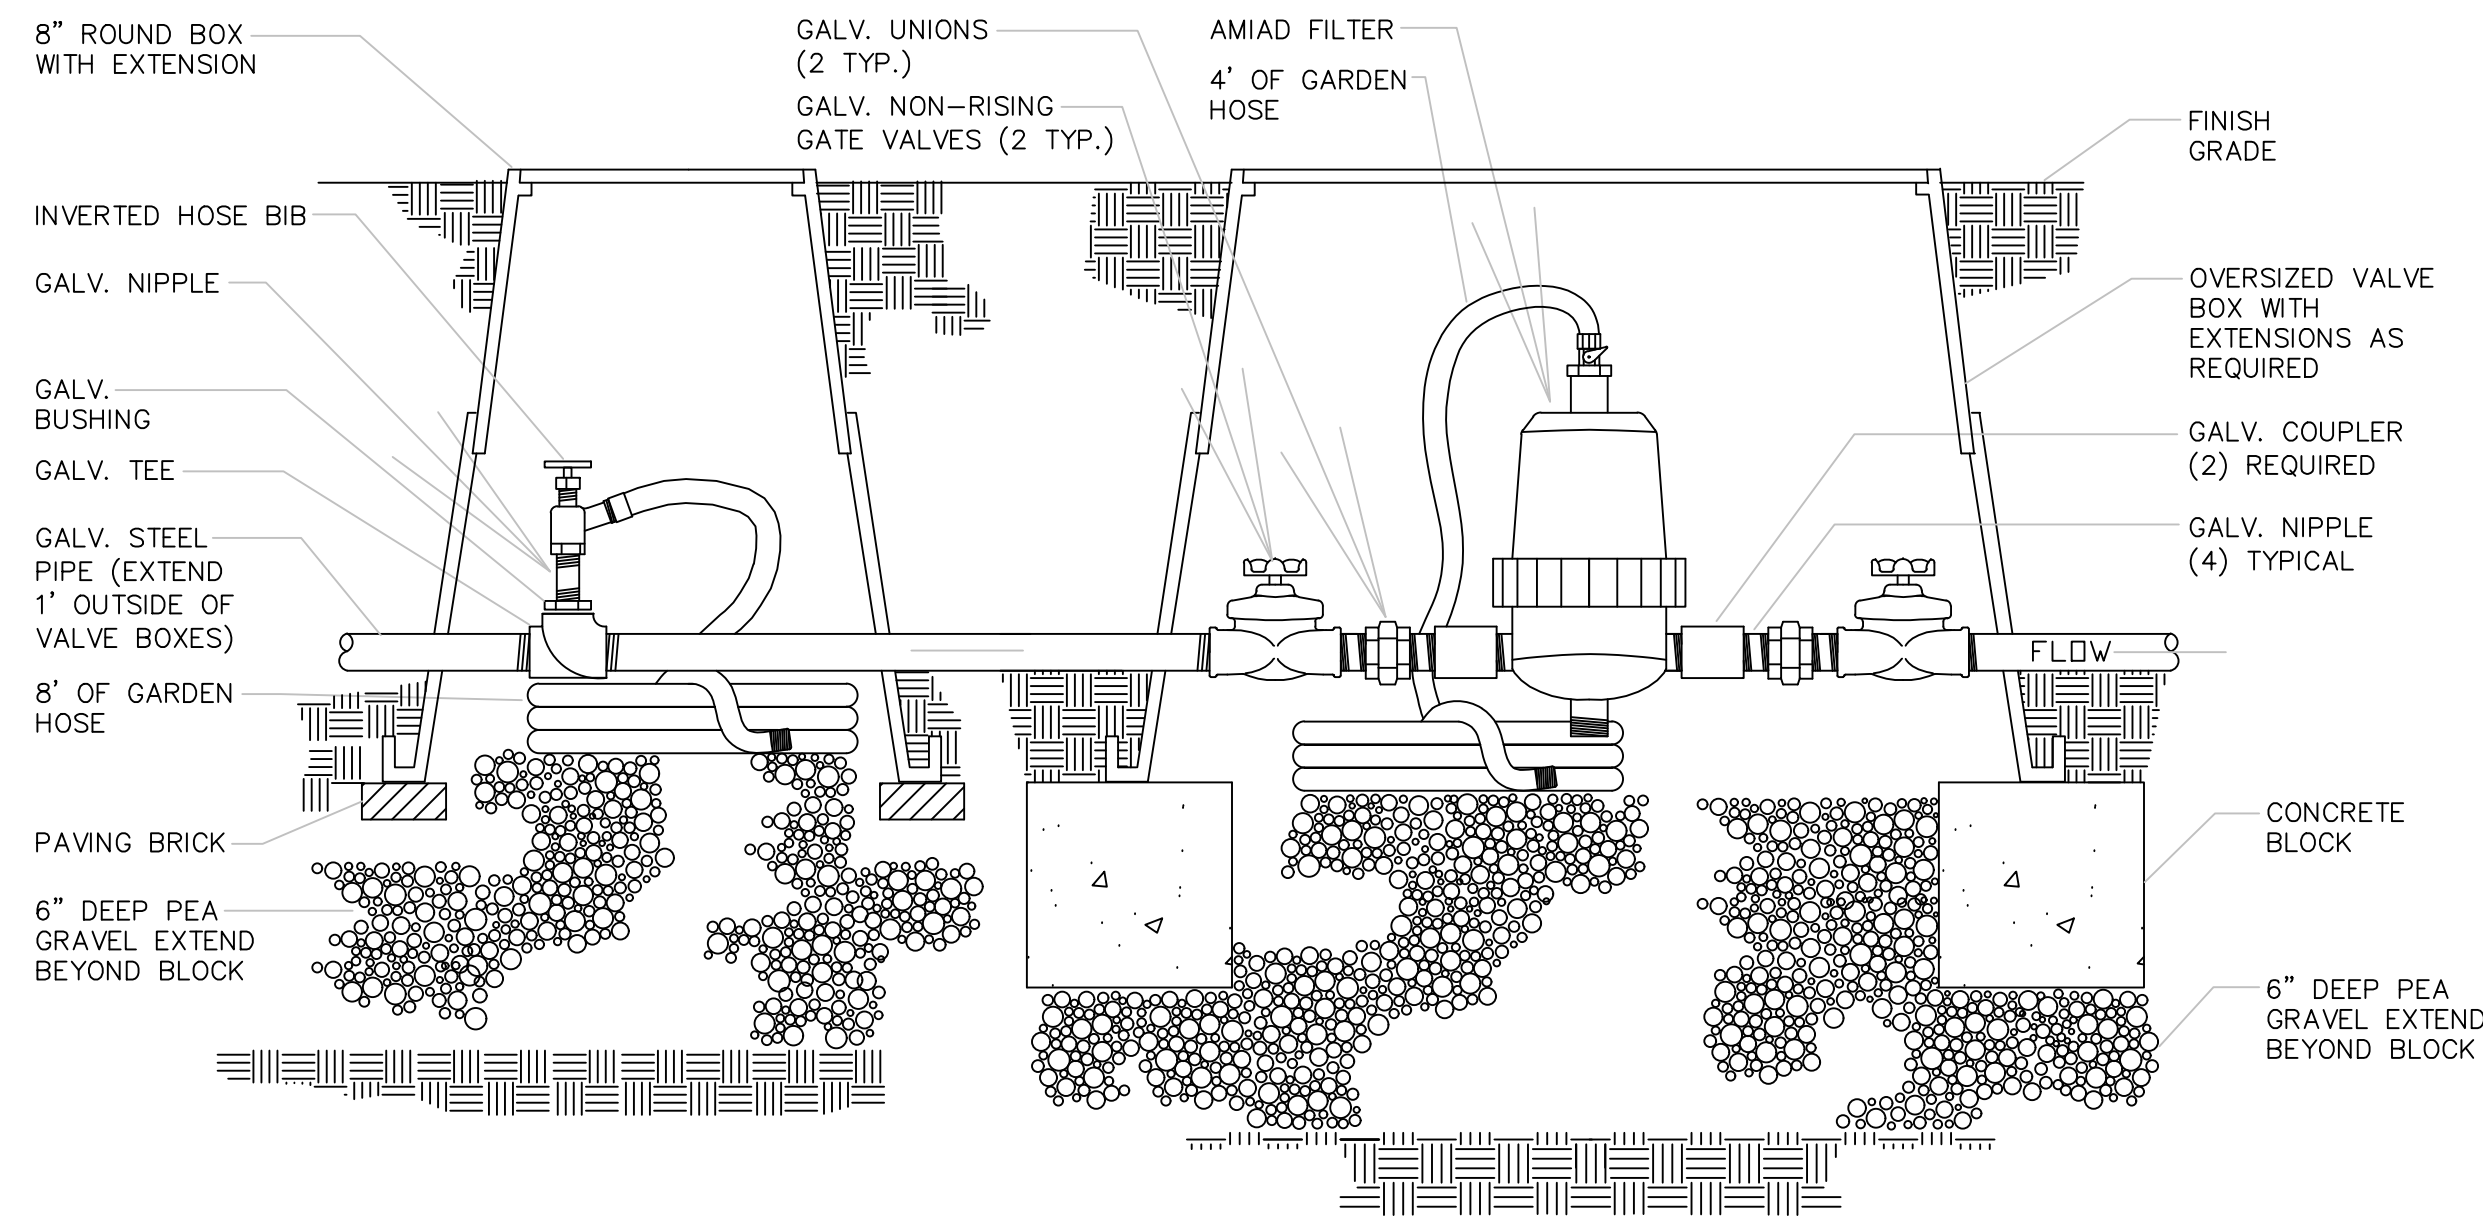 8” ROUND BOX
WITH EXTENSION
INVERTED HOSE BIB
GALV. NIPPLE
GALV.
BUSHING
GALV. TEE
GALV. STEEL
PIPE (EXTEND
1' OUTSIDE OF
VALVE BOXES)
8' OF GARDEN
HOSE
PAVING BRICK
6” DEEP PEA
GRAVEL EXTEND
BEYOND BLOCK
GALV. UNIONS
(2 TYP.)
GALV. NON-RISING
GATE VALVES (2 TYP.)
AMIAD FILTER
4' OF GARDEN
HOSE
FINISH
GRADE
OVERSIZED VALVE
BOX WITH
EXTENSIONS AS
REQUIRED
GALV. COUPLER
(2) REQUIRED
GALV. NIPPLE
(4) TYPICAL
FLOW
CONCRETE
BLOCK
6” DEEP PEA
GRAVEL EXTEND
BEYOND BLOCK